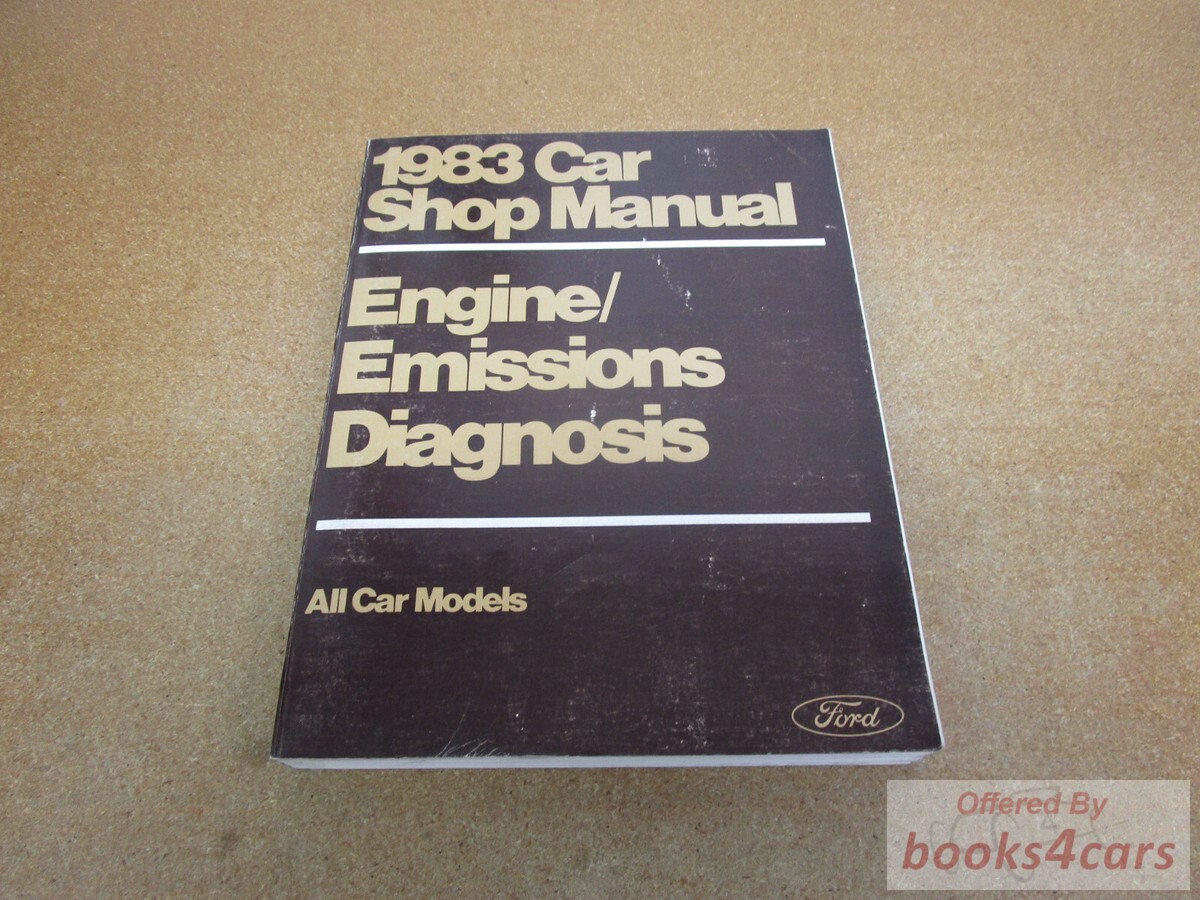 1983 Car
Shop Manual
Engine/
Emissions
Diagnosis
All Car Models
Ford
Offered By
books4cars